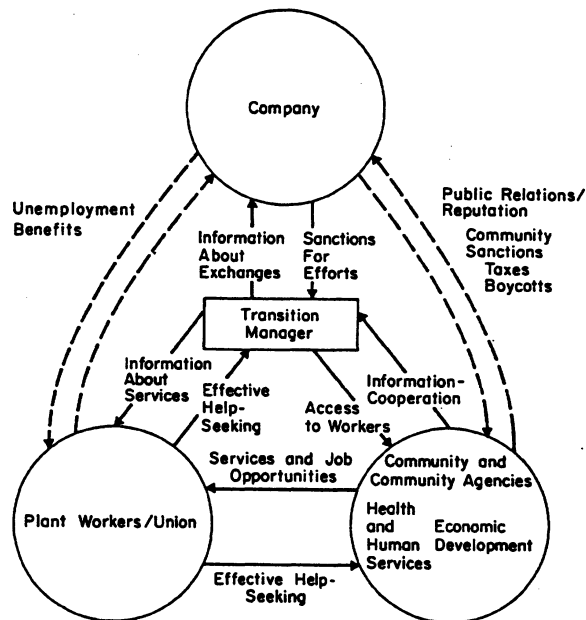 Company
Unemployment
Benefits
Public Relations/
Reputation
Community
Sanctions
Taxes
Boycotts
Information
About
Exchanges
Sanctions
For
Efforts
Transition
Manager
Information
About
Services
Effective
Help-
Seeking
Access
to Workers
Information-
Cooperation
Services and Job
Opportunities
Plant Workers/Union
Community and
Community Agencies
Health
and Economic
Human Development
Services
Effective Help-
Seeking